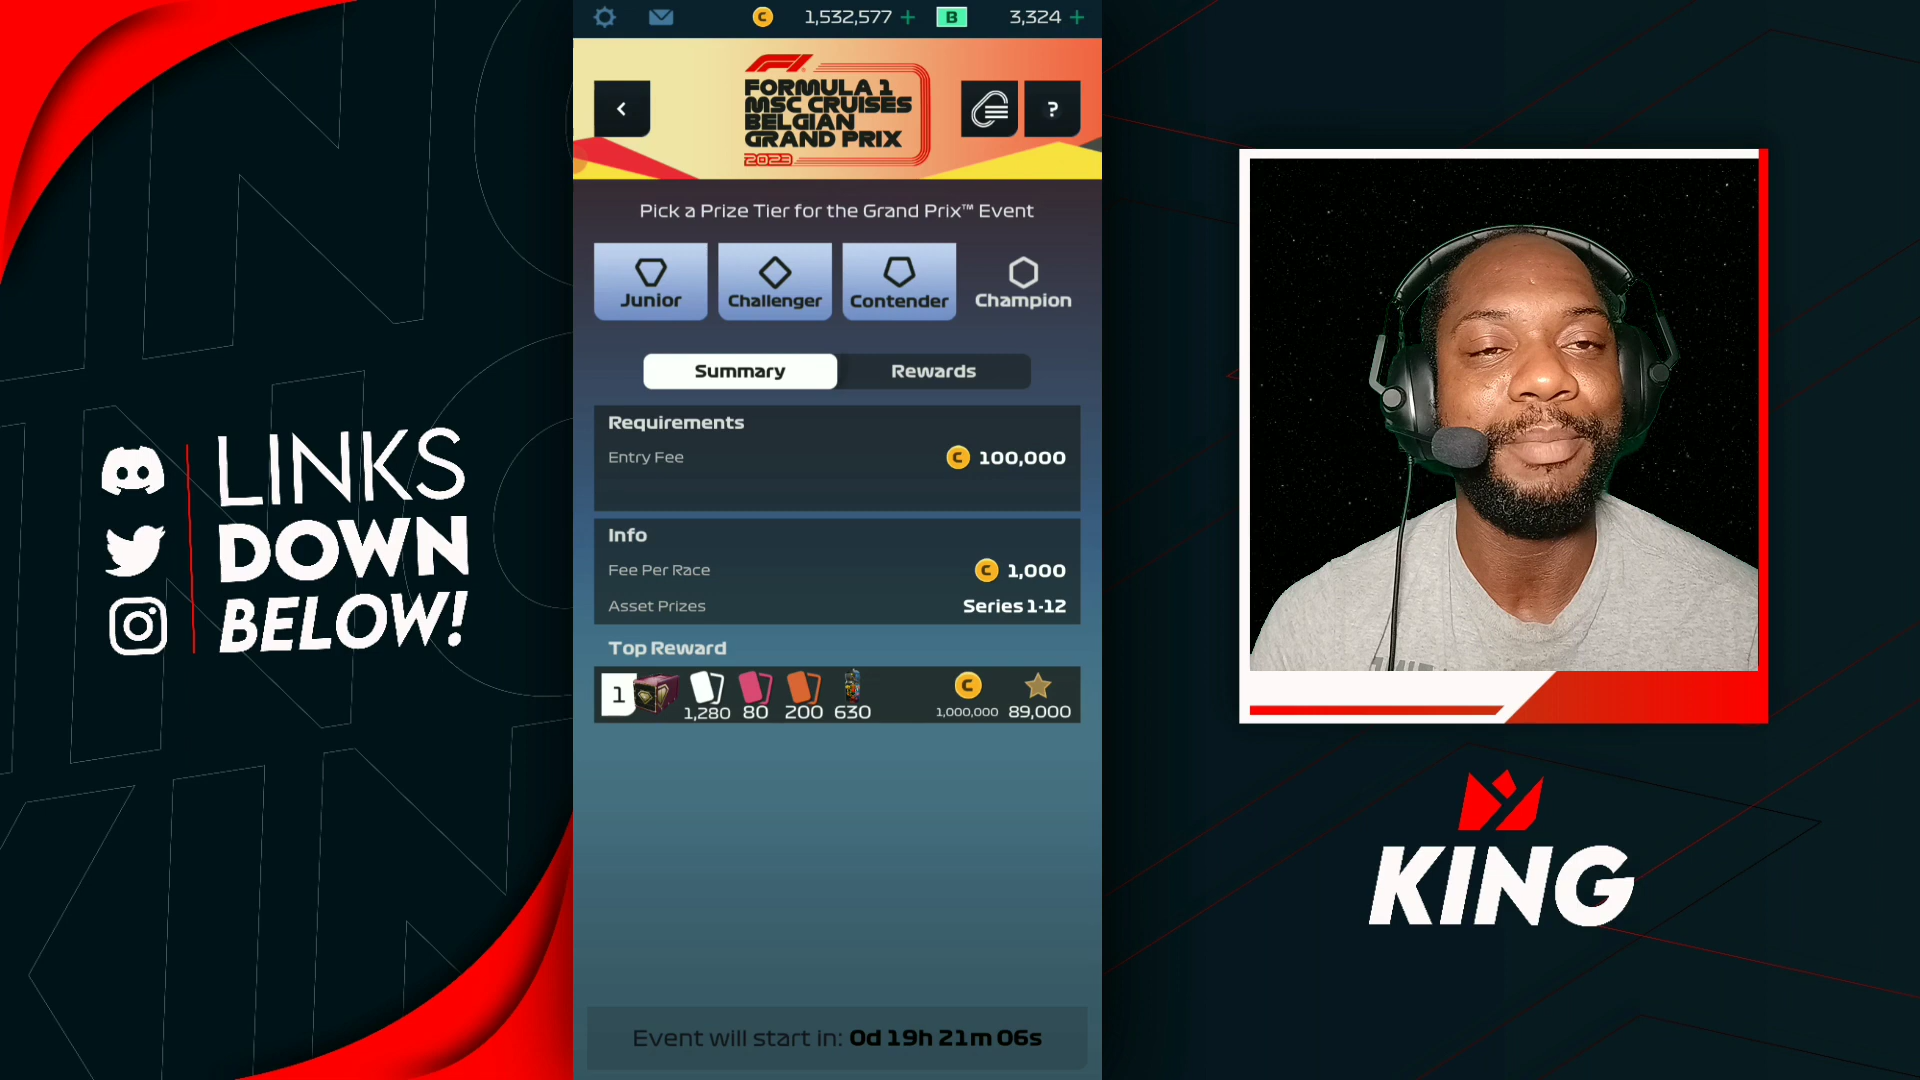 1,532,577 +
B
3,324 +
FORMULA 1
MSC CRUISES
BELGIAN
GRAND PRIX
2023
?
Pick a Prize Tier for the Grand Prix™ Event
Junior
Challenger
Contender
Champion
Summary
Rewards
Requirements
Entry Fee
C 100,000
Info
Fee Per Race
C 1,000
Asset Prizes
Series 1-12
Top Reward
1
1,280
80
200
630
C
1,000,000
89,000
Event will start in: 0d 19h 21m 06s
LINKS
DOWN
BELOW!
KING